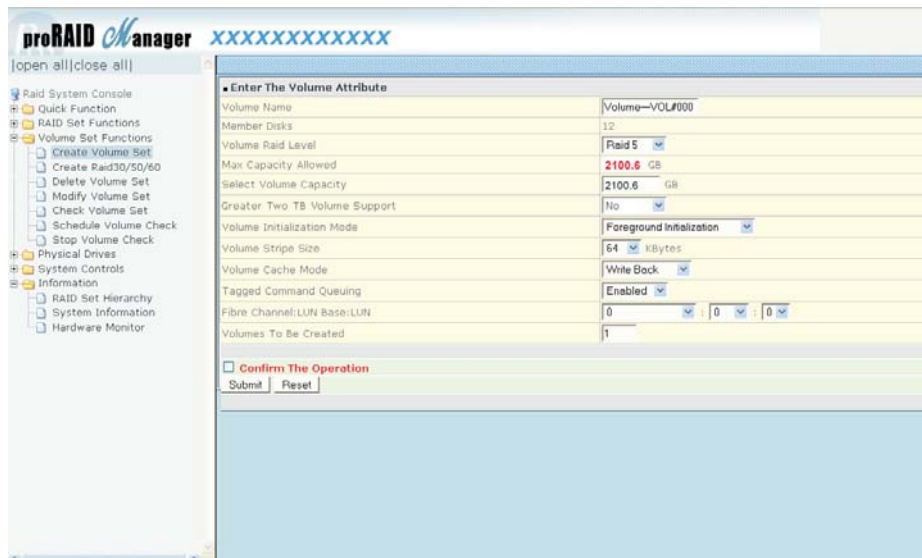 proRAID Manager XXXXXXXXXXXX
|open all|close all|
Raid System Console
Quick Function
RAID Set Functions
Volume Set Functions
Create Volume Set
Create Raid30/50/60
Delete Volume Set
Modify Volume Set
Check Volume Set
Schedule Volume Check
Stop Volume Check
Physical Drives
System Controls
Information
RAID Set Hierarchy
System Information
Hardware Monitor
Enter The Volume Attribute
Volume Name Volume---VOL#000
Member Disks 12
Volume Raid Level Raid 5
Max Capacity Allowed 2100.6 GB
Select Volume Capacity 2100.6 GB
Greater Two TB Volume Support No
Volume Initialization Mode Foreground Initialization
Volume Stripe Size 64 KBytes
Volume Cache Mode Write Back
Tagged Command Queuing Enabled
Fibre Channel:LUN Base:LUN 0 : 0 : 0
Volumes To Be Created 1
Confirm The Operation
Submit Reset